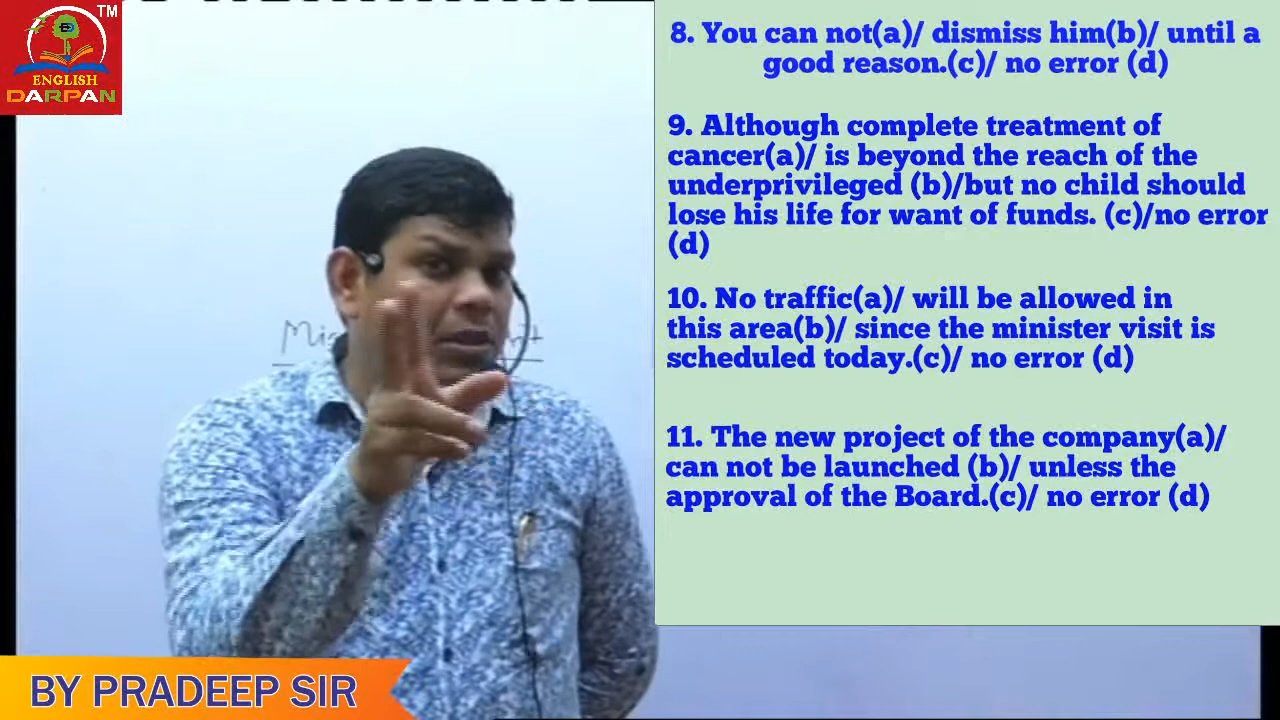 TM
ENGLISH
DARPAN
8. You can not(a)/ dismiss him(b)/ until a
good reason.(c)/ no error (d)
9. Although complete treatment of
cancer(a)/ is beyond the reach of the
underprivileged (b)/but no child should
lose his life for want of funds. (c)/no error
(d)
10. No traffic(a)/ will be allowed in
this area(b)/ since the minister visit is
scheduled today.(c)/ no error (d)
11. The new project of the company(a)/
can not be launched (b)/ unless the
approval of the Board.(c)/ no error (d)
BY PRADEEP SIR